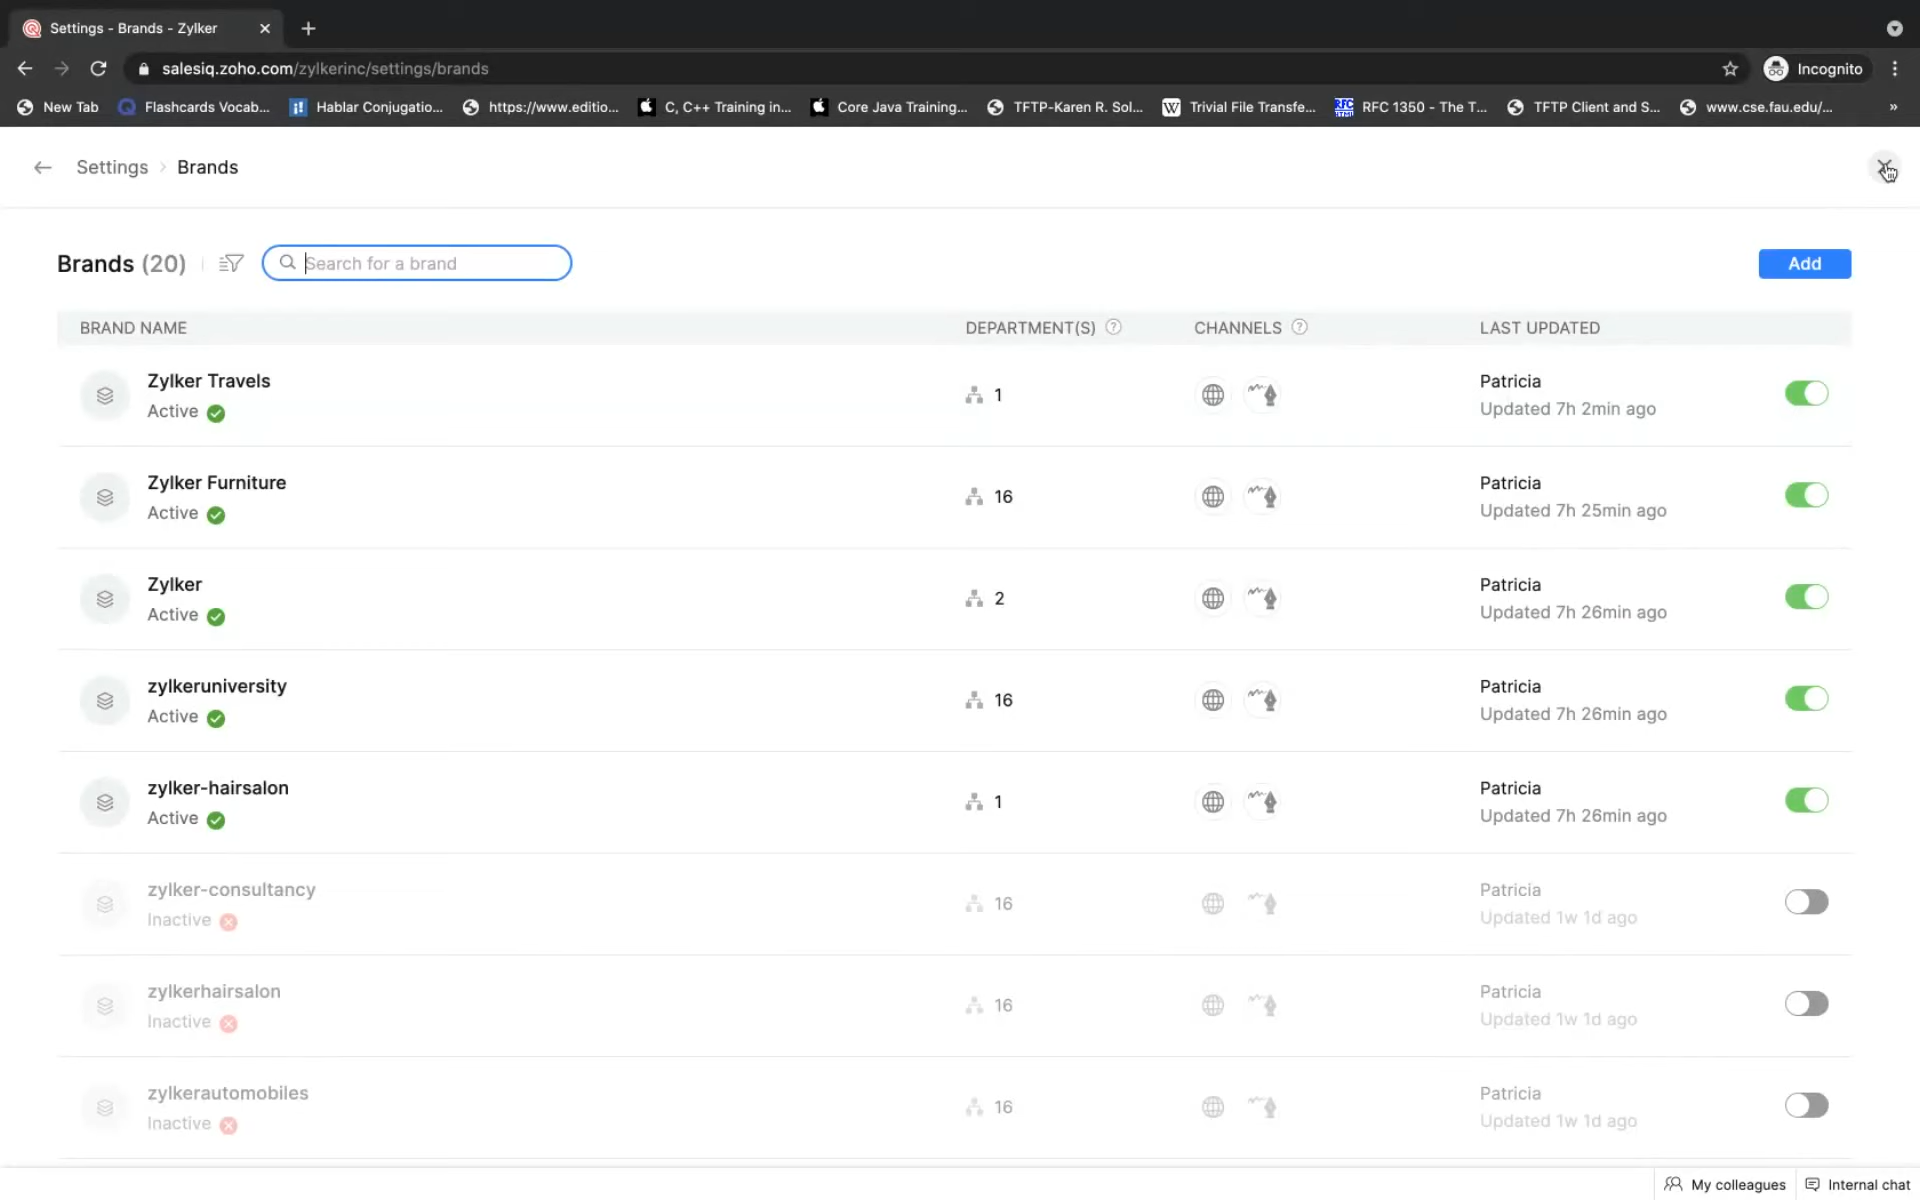 Settings - Brands - Zylker
salesiq.zoho.com/zylkerinc/settings/brands
Incognito
New Tab
Flashcards Vocab...
Hablar Conjugatio...
https://www.editio...
C, C++ Training in...
Core Java Training...
TFTP-Karen R. Sol...
Trivial File Transfe...
RFC 1350 - The T...
TFTP Client and S...
www.cse.fau.edu/...
»
Settings > Brands
Brands (20)
Search for a brand
Add
BRAND NAME DEPARTMENT(S) ? CHANNELS ? LAST UPDATED
Zylker Travels
Active
1
Patricia
Updated 7h 2min ago
Zylker Furniture
Active
16
Patricia
Updated 7h 25min ago
Zylker
Active
2
Patricia
Updated 7h 26min ago
zylkeruniversity
Active
16
Patricia
Updated 7h 26min ago
zylker-hairsalon
Active
1
Patricia
Updated 7h 26min ago
zylker-consultancy
Inactive
16
Patricia
Updated 1w 1d ago
zylkerhairsalon
Inactive
16
Patricia
Updated 1w 1d ago
zylkerautomobiles
Inactive
16
Patricia
Updated 1w 1d ago
My colleagues
Internal chat